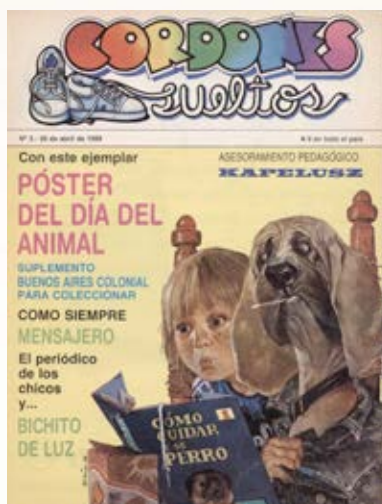 CORDONES
sueltos
ASESORAMIENTO PEDAGÓGICO
KAPELUSZ
Con este ejemplar
PÓSTER
DEL DÍA DEL
ANIMAL
SUPLEMENTO
BUENOS AIRES COLONIAL
PARA COLECCIONAR
COMO SIEMPRE
MENSAJERO
El periódico
de los
chicos
y...
BICHITO
DE LUZ
CÓMO
CUIDAR
PERRO